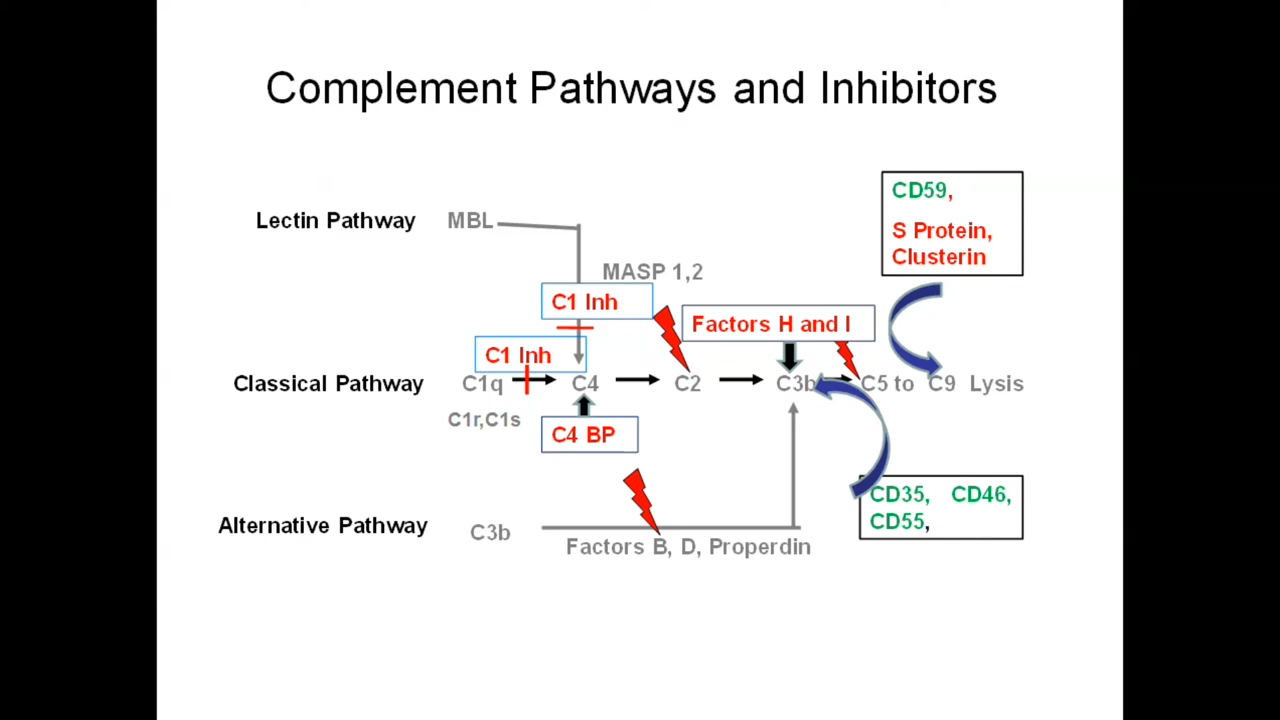 Complement Pathways and Inhibitors
CD59,
S Protein,
Clusterin
Lectin Pathway MBL
MASP 1,2
C1 Inh
Factors H and I
C1 Inh
Classical Pathway C1q C4 C2 C3b C5 to C9 Lysis
C1r,C1s
C4 BP
CD35, CD46,
CD55,
Alternative Pathway C3b
Factors B, D, Properdin